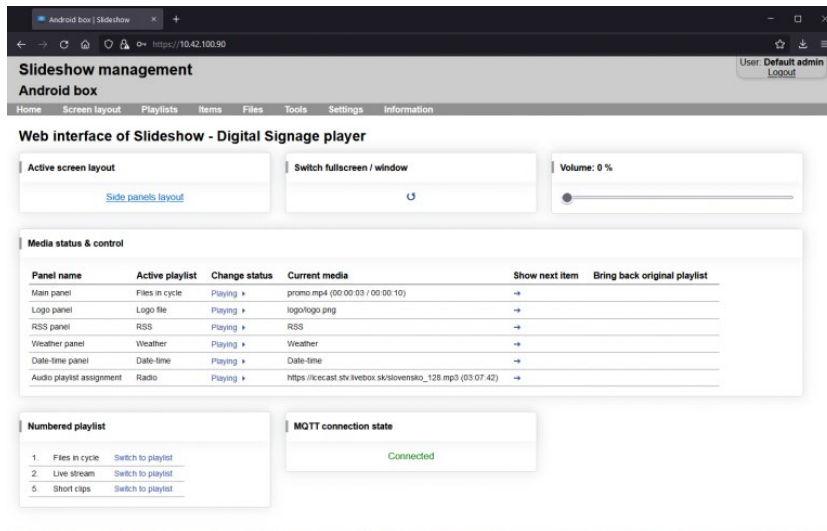 Android box | Slideshow
https://10.42.100.90
Slideshow management
User: Default admin
Logout
Android box
Home Screen layout Playlists Items Files Tools Settings Information
Web interface of Slideshow - Digital Signage player
Active screen layout
Side panels layout
Switch fullscreen / window
Volume: 0 %
Media status & control
Panel name Active playlist Change status Current media Show next item Bring back original playlist
Main panel Files in cycle Playing promo.mp4 (00:00:03 / 00:00:10)
Logo panel Logo file Playing logo/logo.png
RSS panel RSS Playing RSS
Weather panel Weather Playing Weather
Date-time panel Date-time Playing Date-time
Audio playlist assignment Radio Playing https://icecast.stv.livebox.sk/slovensko_128.mp3 (03:07:42)
Numbered playlist
1. Files in cycle Switch to playlist
2. Live stream Switch to playlist
5. Short clips Switch to playlist
MQTT connection state
Connected